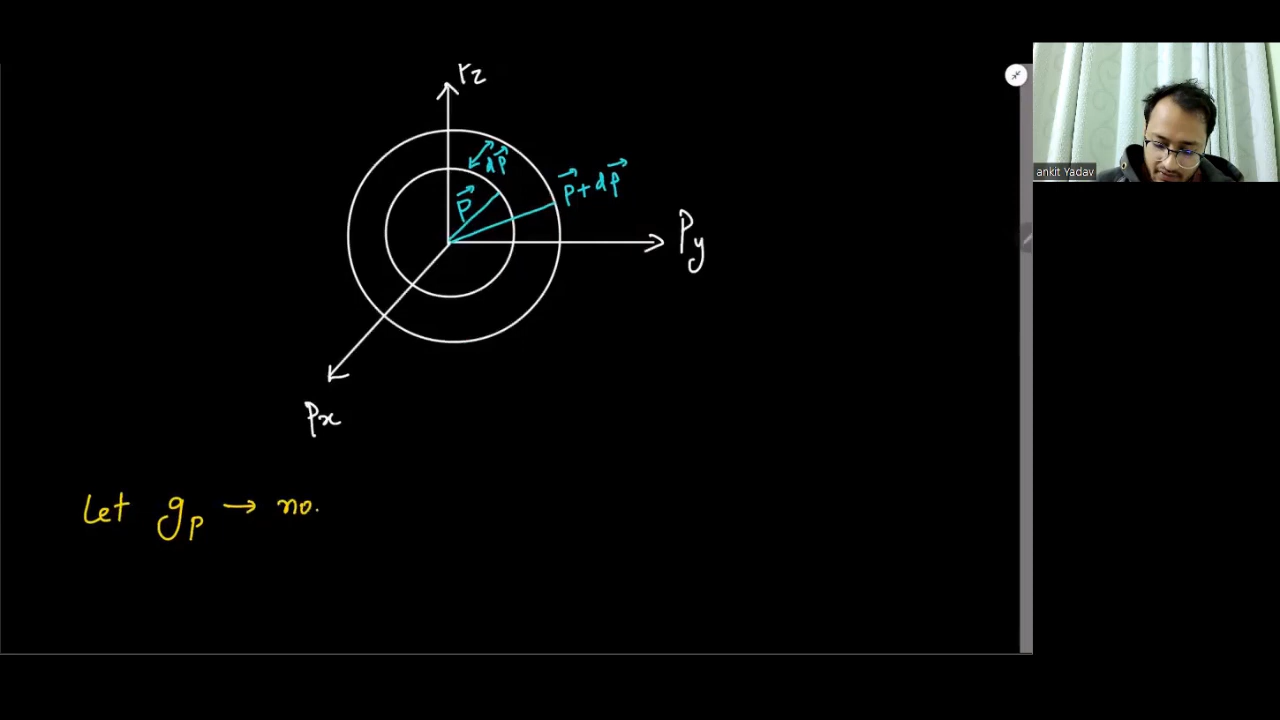 Pz
dP→
P→
P→ + dP→
Py
ankit Yadav
Px
Let gP → no.